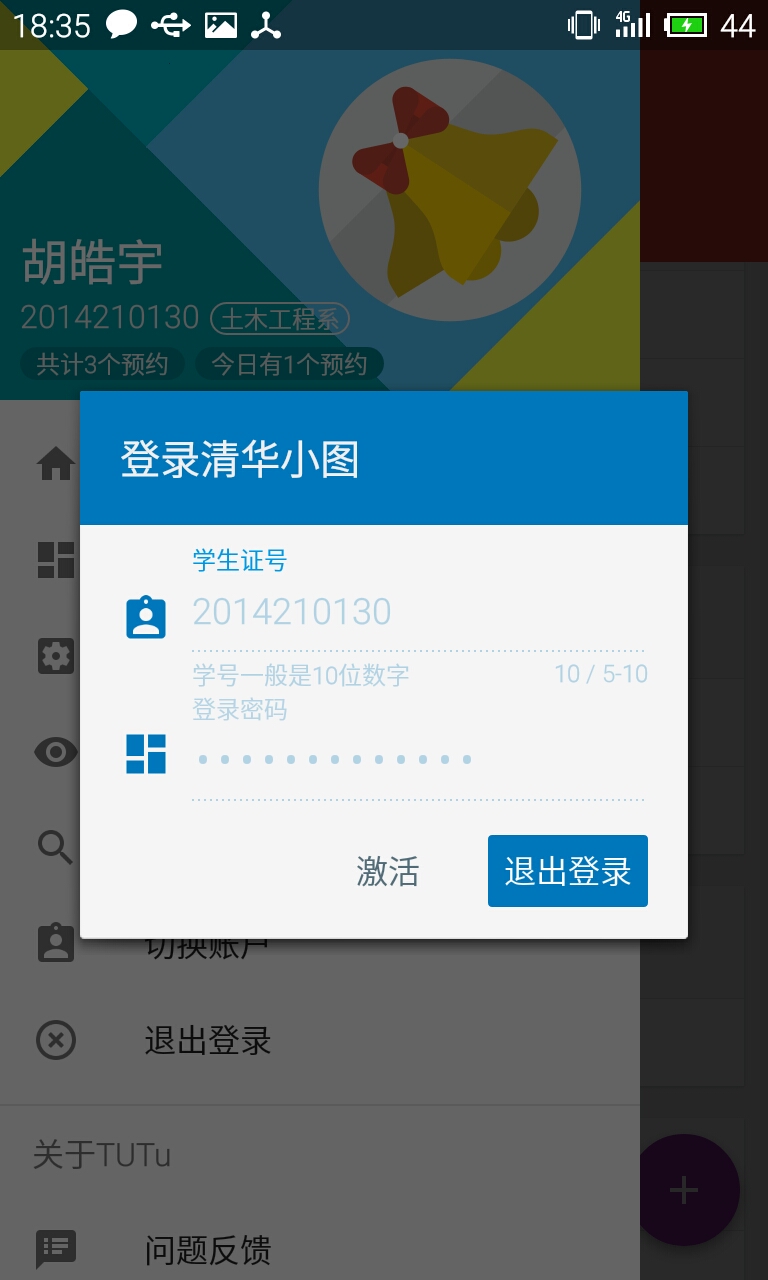 18:35
4G
44
胡皓宇
2014210130 土木工程系
共计3个预约 今日有1个预约
登录清华小图
学生证号
2014210130
学号一般是10位数字 10 / 5-10
登录密码
激活 退出登录
切换账户
退出登录
关于TUTu
问题反馈